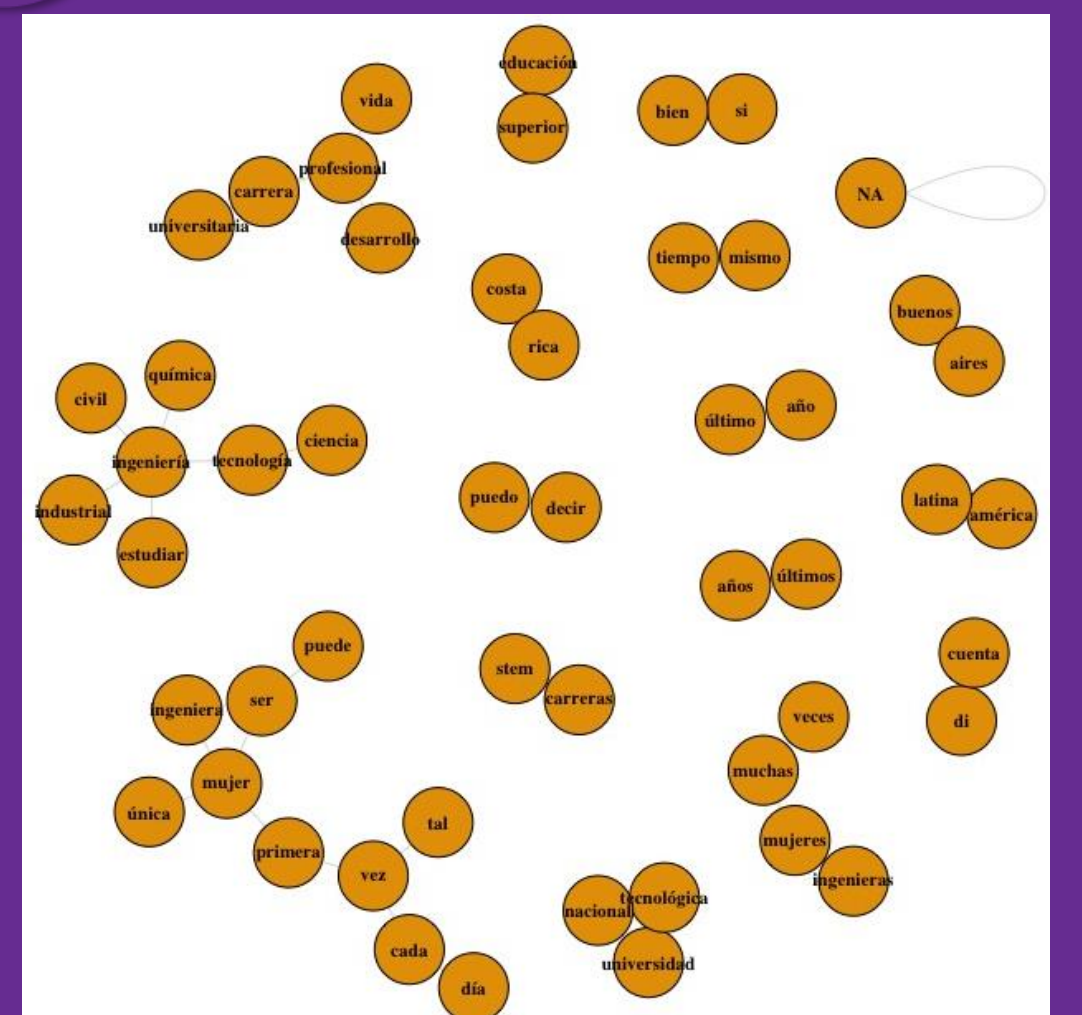 educación
superior
bien
si
vida
profesional
carrera
universitaria
desarrollo
NA
tiempo
mismo
costa
rica
buenos
aires
química
civil
ingeniería
tecnología
ciencia
industrial
estudiar
último
año
puedo
decir
latina
américa
años
últimos
puede
ser
ingeniera
mujer
única
primera
vez
tal
cada
día
stem
carreras
cuenta
di
veces
muchas
mujeres
ingenieras
nacional
tecnológica
universidad